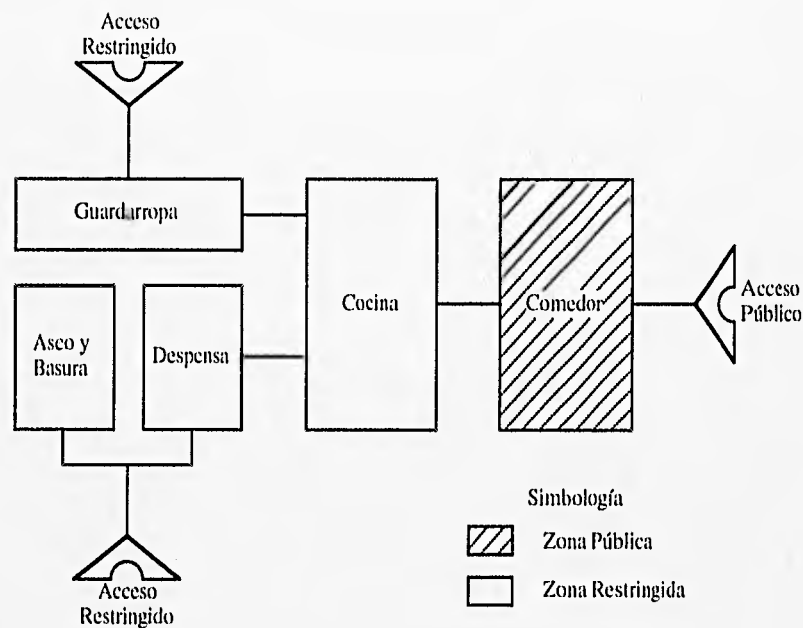 Acceso
Restringido
Guardarropa
Asco y
Basura
Despensa
Cocina
Comedor
Acceso
Público
Acceso
Restringido
Simbología
Zona Pública
Zona Restringida